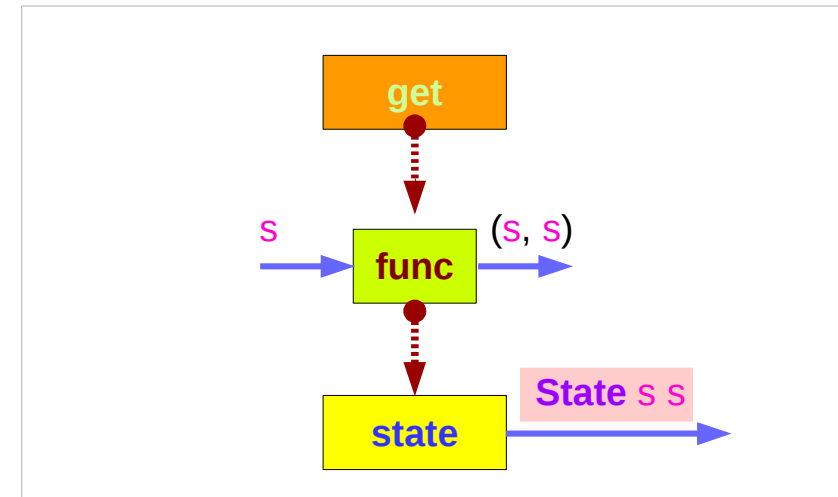 get
s
(s, s)
func
State s s
state